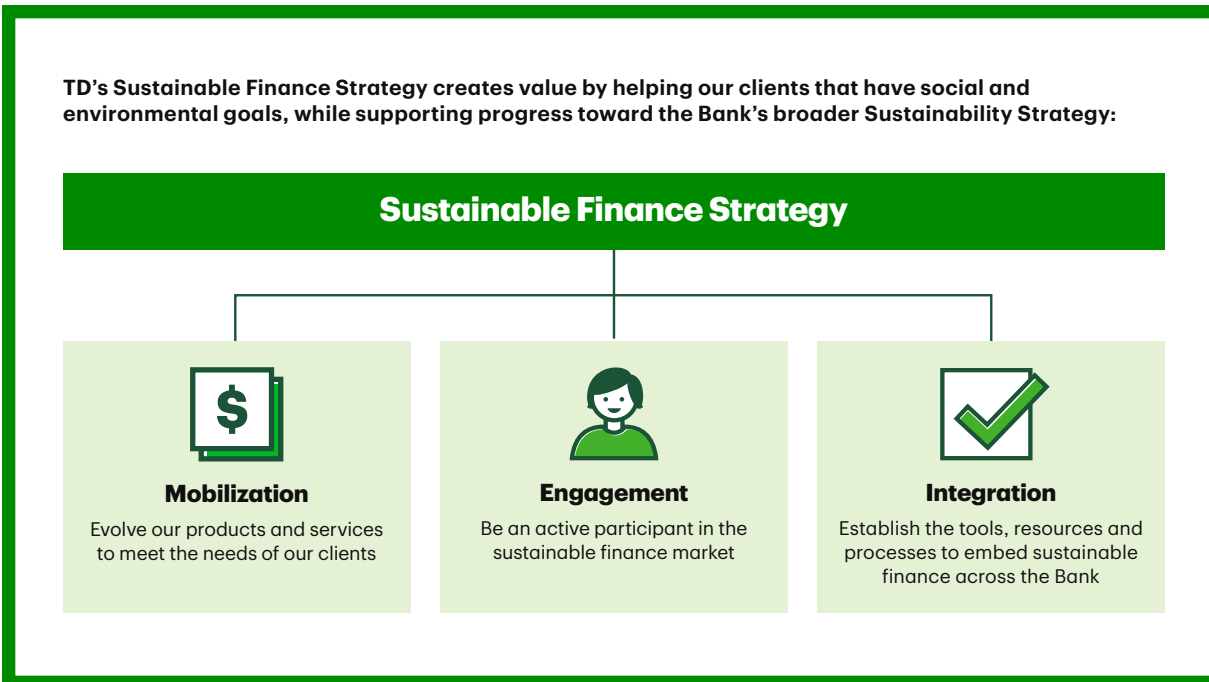 TD’s Sustainable Finance Strategy creates value by helping our clients that have social and
environmental goals, while supporting progress toward the Bank’s broader Sustainability Strategy:
Sustainable Finance Strategy
$
Mobilization
Evolve our products and services
to meet the needs of our clients
Engagement
Be an active participant in the
sustainable finance market
Integration
Establish the tools, resources and
processes to embed sustainable
finance across the Bank